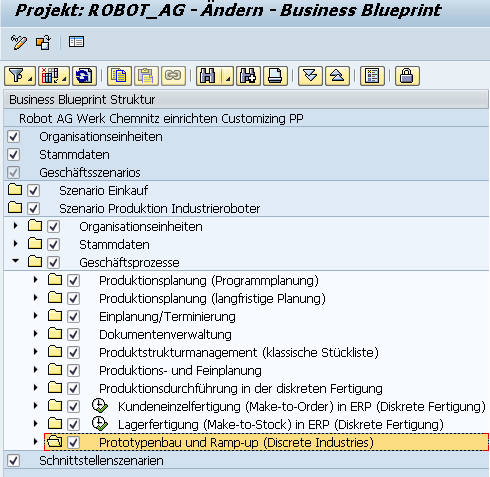 Projekt: ROBOT_AG - Ändern - Business Blueprint
Business Blueprint Struktur
Robot AG Werk Chemnitz einrichten Customizing PP
Organisationseinheiten
Stammdaten
Geschäftsszenarios
Szenario Einkauf
Szenario Produktion Industrieroboter
Organisationseinheiten
Stammdaten
Geschäftsprozesse
Produktionsplanung (Programmplanung)
Produktionsplanung (langfristige Planung)
Einplanung/Terminierung
Dokumentenverwaltung
Produktstrukturmanagement (klassische Stückliste)
Produktions- und Feinplanung
Produktionsdurchführung in der diskreten Fertigung
Kundeneinzelfertigung (Make-to-Order) in ERP (Diskrete Fertigung)
Lagerfertigung (Make-to-Stock) in ERP (Diskrete Fertigung)
Prototypenbau und Ramp-up (Discrete Industries)
Schnittstellenszenarien